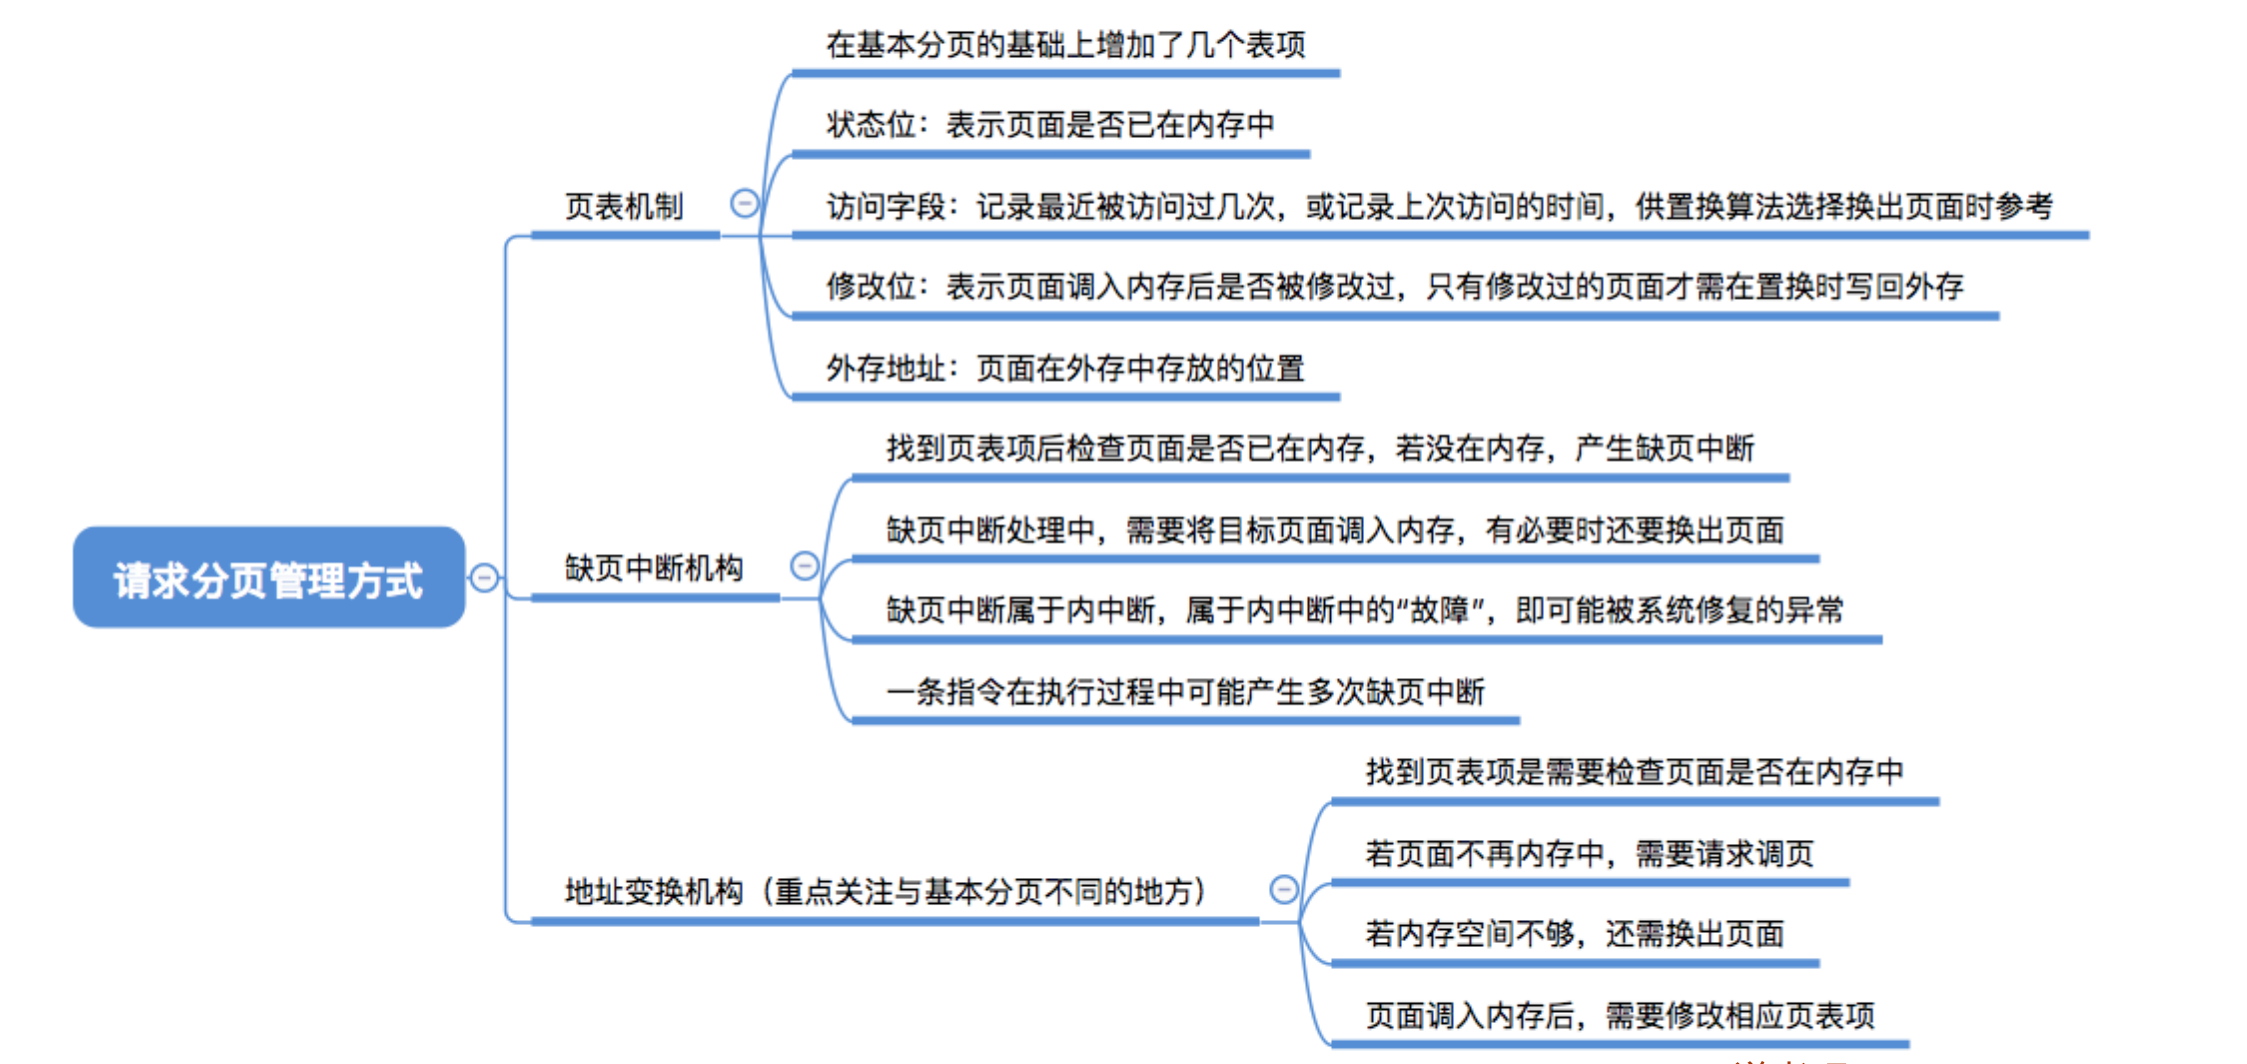 请求分页管理方式
页表机制
在基本分页的基础上增加了几个表项
状态位：表示页面是否已在内存中
访问字段：记录最近被访问过几次，或记录上次访问的时间，供置换算法选择换出页面时参考
修改位：表示页面调入内存后是否被修改过，只有修改过的页面才需在置换时写回外存
外存地址：页面在外存中存放的位置
缺页中断机构
找到页表项后检查页面是否已在内存，若没在内存，产生缺页中断
缺页中断处理中，需要将目标页面调入内存，有必要时还要换出页面
缺页中断属于内中断，属于内中断中的“故障”，即可能被系统修复的异常
一条指令在执行过程中可能产生多次缺页中断
地址变换机构（重点关注与基本分页不同的地方）
找到页表项是需要检查页面是否在内存中
若页面不再内存中，需要请求调页
若内存空间不够，还需换出页面
页面调入内存后，需要修改相应页表项